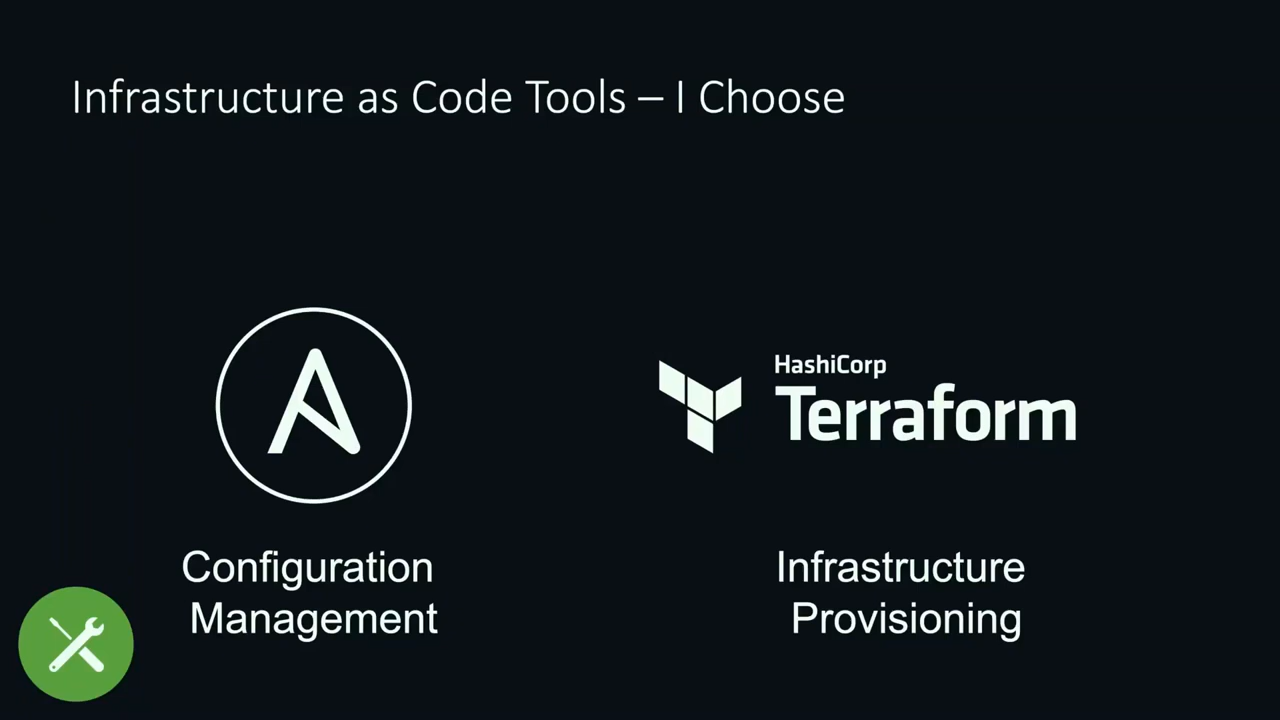 Infrastructure as Code Tools – I Choose
HashiCorp
Terraform
Configuration
Management
Infrastructure
Provisioning